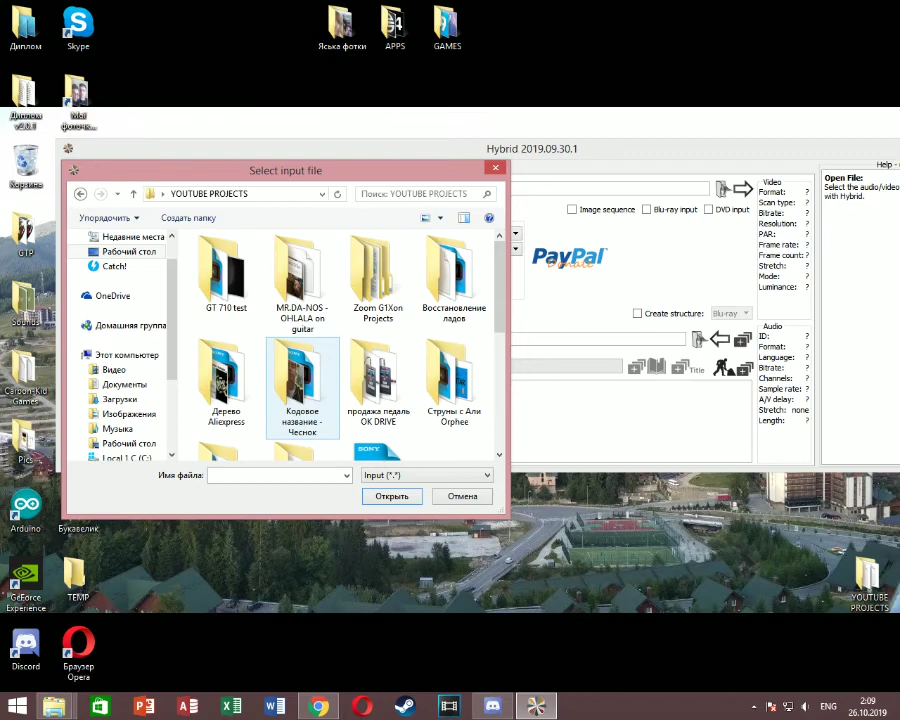 Диплом
Skype
Яська фотки
APPS
GAMES
Диплом
v2.0.1
Мої
фоточк...
Корзина
GTP
Sounds
Carbon-Kid
Games
Pics
Arduino
Букавелик
GeForce
Experience
TEMP
Discord
Браузер
Opera
YOUTUBE
PROJECTS
Hybrid 2019.09.30.1
Select input file
YOUTUBE PROJECTS
Поиск: YOUTUBE PROJECTS
Упорядочить
Создать папку
Недавние места
Рабочий стол
Catch!
OneDrive
Домашняя группа
Этот компьютер
Видео
Документы
Загрузки
Изображения
Музыка
Рабочий стол
Local 1 C (C:)
GT 710 test
MR.DA-NOS -
OHLALA on
guitar
Zoom G1Xon
Projects
Восстановление
ладов
Дерево
Aliexpress
Кодовое
название -
Чеснок
продажа педаль
OK DRIVE
Струны с Али
Orphee
SONY
Имя файла:
Input (*.*)
Открыть
Отмена
Image sequence
Blu-ray input
DVD input
PayPal
Donate
Create structure:
Blu-ray
Title
Video
Format: ?
Scan type: ?
Bitrate: ?
Resolution: ?
PAR: ?
Frame rate: ?
Frame count: ?
Stretch: ?
Mode: ?
Luminance: ?
Audio
ID: ?
Format: ?
Language: ?
Bitrate: ?
Channels: ?
Sample rate: ?
A/V delay: ?
Stretch: none
Length: ?
Help -
Open File:
Select the audio/video
with Hybrid.
ENG
2:09
26.10.2019